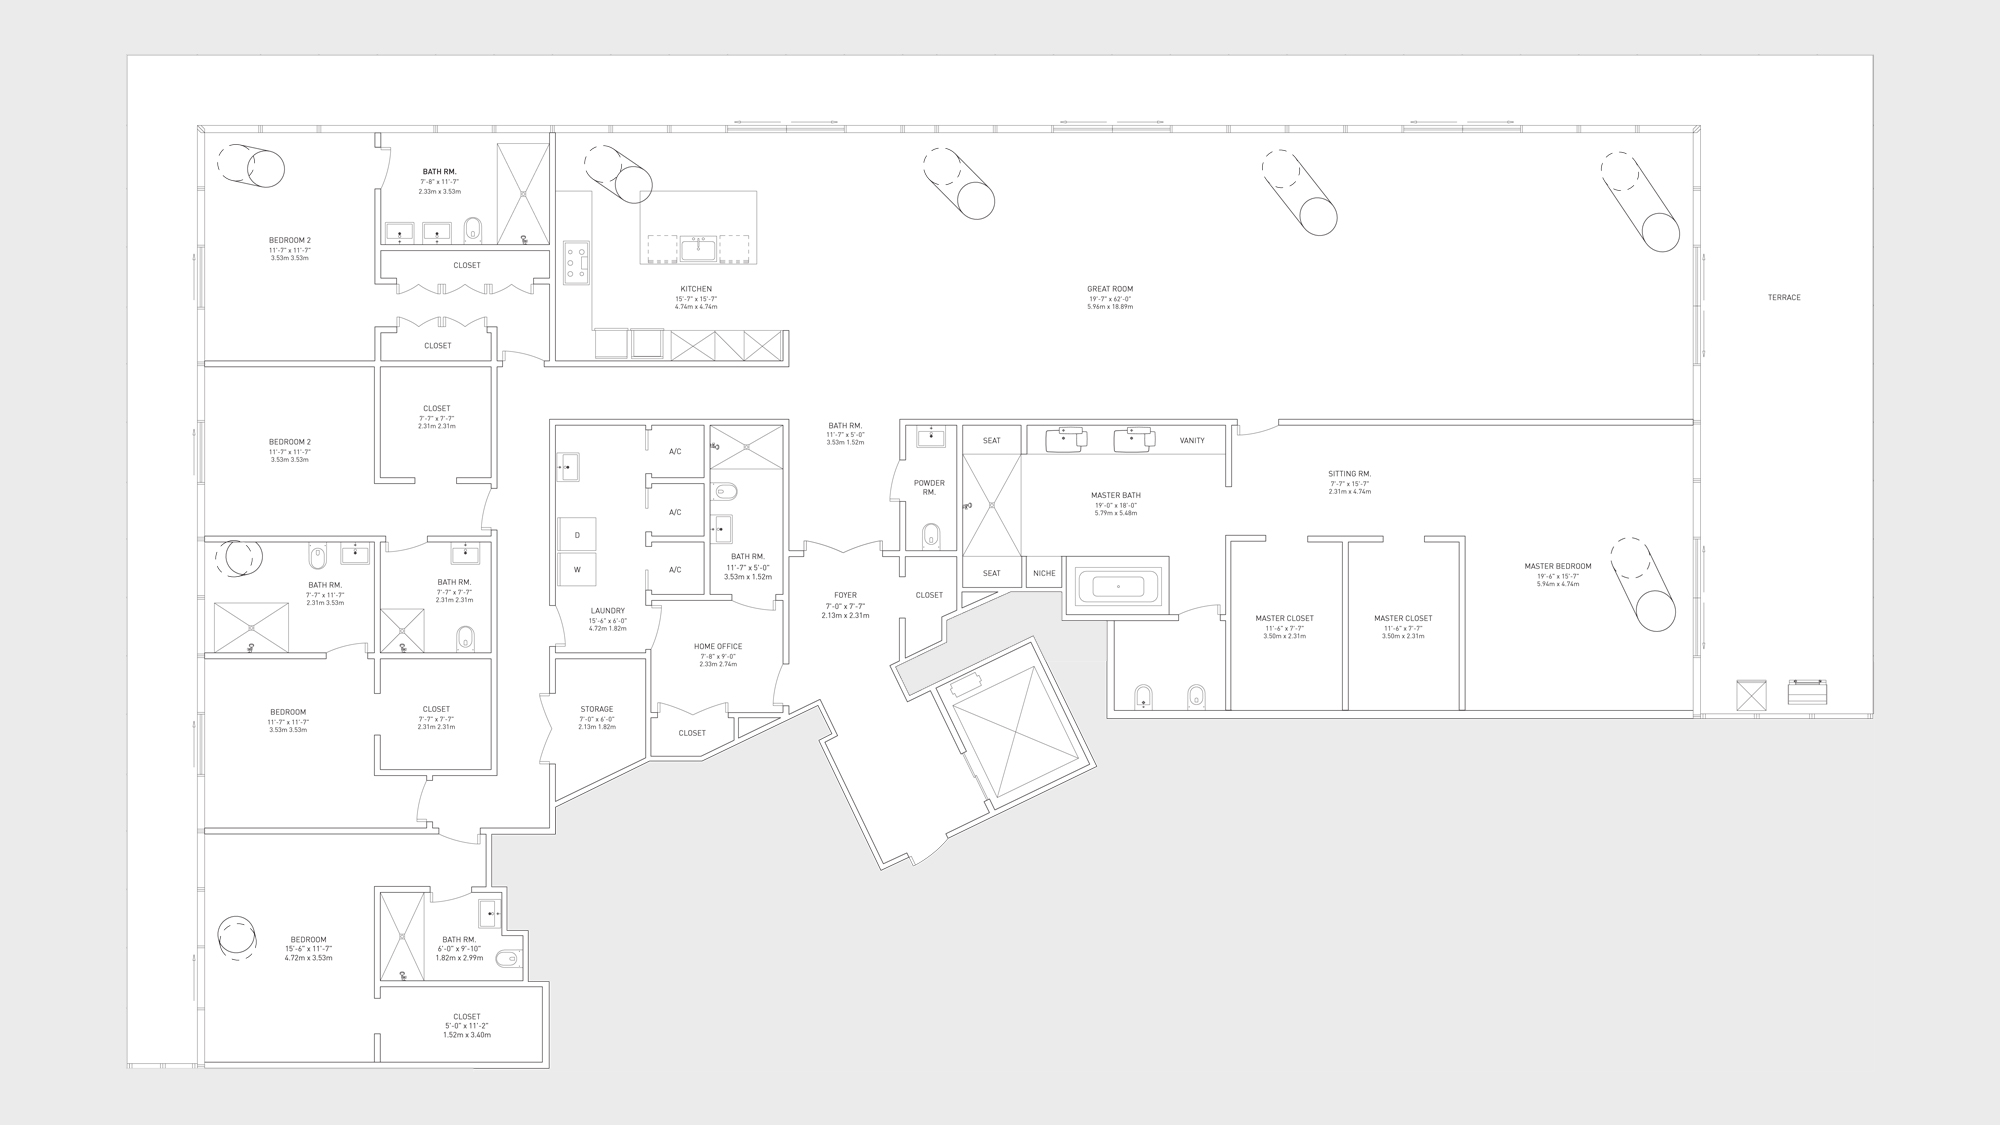 BATH RM.
7'-8" x 11'-7"
2.33m x 3.53m
BEDROOM 2
11'-7" x 11'-7"
3.53m 3.53m
CLOSET
KITCHEN
15'-7" x 15'-7"
4.74m x 4.74m
GREAT ROOM
19'-7" x 62'-0"
5.96m x 18.89m
TERRACE
CLOSET
CLOSET
7'-7" x 7'-7"
2.31m 2.31m
BEDROOM 2
11'-7" x 11'-7"
3.53m 3.53m
BATH RM.
11'-7" x 5'-0"
3.53m 1.52m
A/C
A/C
A/C
SEAT
VANITY
POWDER
RM.
MASTER BATH
19'-0" x 18'-0"
5.79m x 5.48m
SITTING RM.
7'-7" x 15'-7"
2.31m x 4.74m
D
W
BATH RM.
11'-7" x 5'-0"
3.53m x 1.52m
SEAT
NICHE
MASTER BEDROOM
19'-6" x 15'-7"
5.94m x 4.74m
BATH RM.
7'-7" x 11'-7"
2.31m 3.53m
BATH RM.
7'-7" x 7'-7"
2.31m 2.31m
LAUNDRY
15'-6" x 6'-0"
4.72m 1.82m
FOYER
7'-0" x 7'-7"
2.13m x 2.31m
CLOSET
MASTER CLOSET
11'-6" x 7'-7"
3.50m x 2.31m
MASTER CLOSET
11'-6" x 7'-7"
3.50m x 2.31m
HOME OFFICE
7'-8" x 9'-0"
2.33m 2.74m
BEDROOM
11'-7" x 11'-7"
3.53m 3.53m
CLOSET
7'-7" x 7'-7"
2.31m 2.31m
STORAGE
7'-0" x 6'-0"
2.13m 1.82m
CLOSET
BEDROOM
15'-6" x 11'-7"
4.72m x 3.53m
BATH RM.
6'-0" x 9'-10"
1.82m x 2.99m
CLOSET
5'-0" x 11'-2"
1.52m x 3.40m